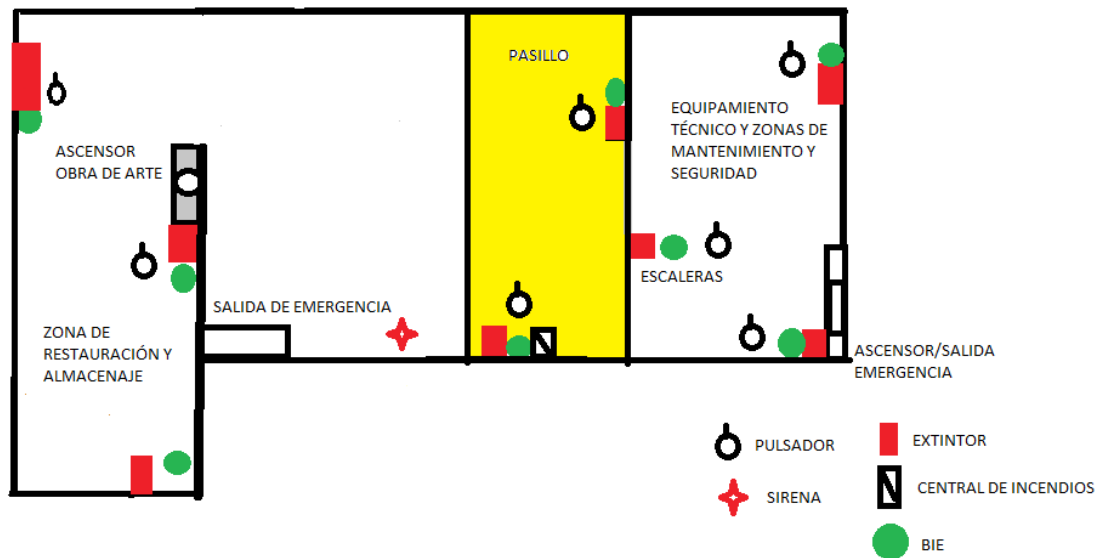 PASILLO
EQUIPAMIENTO
TÉCNICO Y ZONAS DE
MANTENIMIENTO Y
SEGURIDAD
ASCENSOR
OBRA DE ARTE
ESCALERAS
SALIDA DE EMERGENCIA
ZONA DE
RESTAURACIÓN Y
ALMACENAJE
ASCENSOR/SALIDA
EMERGENCIA
PULSADOR
EXTINTOR
SIRENA
CENTRAL DE INCENDIOS
BIE